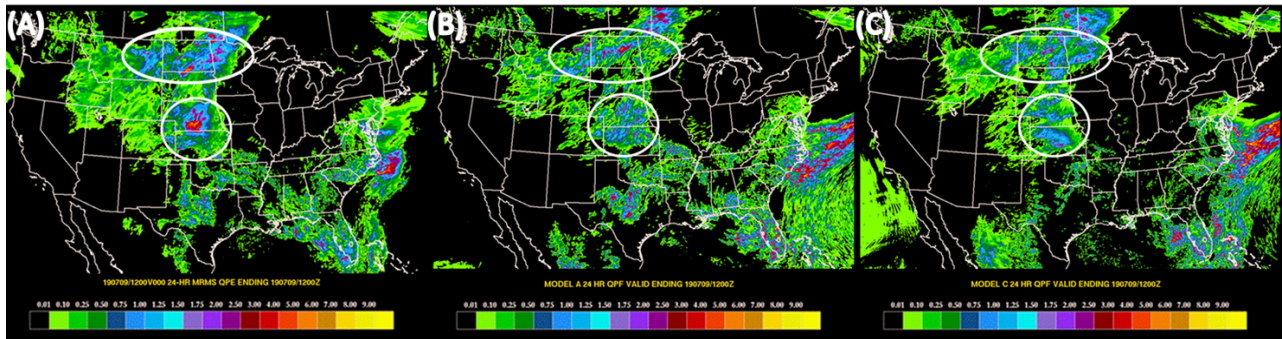 (A)
(B)
(C)
190709/1200V000 24-HR MRMS QPE ENDING 190709/1200Z
MODEL A 24 HR QPF VALID ENDING 190709/1200Z
MODEL C 24 HR QPF VALID ENDING 190709/1200Z
0.01 0.10 0.25 0.50 0.75 1.00 1.50 1.75 2.00 2.50 3.00 4.00 5.00 6.00 7.00 8.00 9.00
0.01 0.10 0.25 0.50 0.75 1.00 1.50 1.75 2.00 2.50 3.00 4.00 5.00 6.00 7.00 8.00 9.00
0.01 0.10 0.25 0.50 0.75 1.00 1.50 1.75 2.00 2.50 3.00 4.00 5.00 6.00 7.00 8.00 9.00